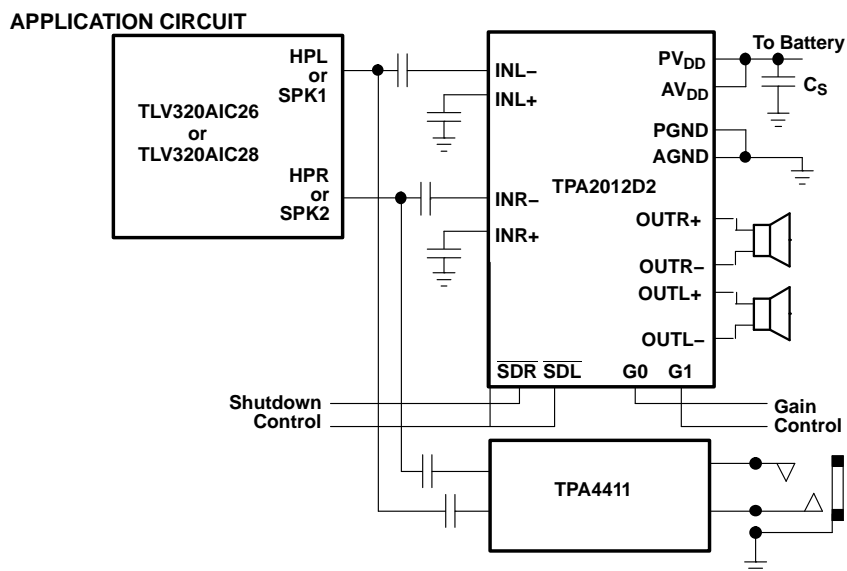 APPLICATION CIRCUIT
HPL
or
SPK1
TLV320AIC26
or
TLV320AIC28
HPR
or
SPK2
INL–
INL+
INR–
INR+
TPA2012D2
PVDD
AVDD
PGND
AGND
OUTR+
OUTR–
OUTL+
OUTL–
SDR SDL G0 G1
To Battery
CS
Shutdown
Control
Gain
Control
TPA4411